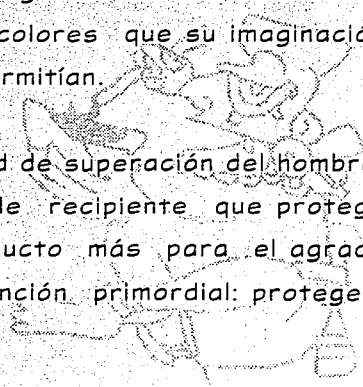 colores que su imaginació
rmitían.
d de superación del hombr
de recipiente que proteg
ucto más para el agrad
nción primordial: protege